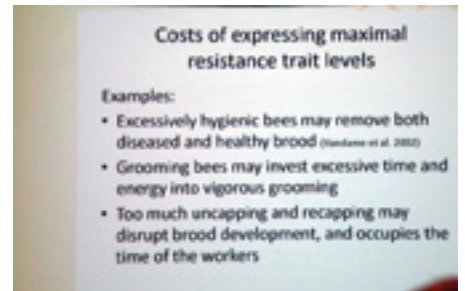 Costs of expressing maximal
resistance trait levels
Examples:
• Excessively hygienic bees may remove both
diseased and healthy brood
• Grooming bees may invest excessive time and
energy into vigorous grooming
• Too much uncapping and recapping may
disrupt brood development, and occupies the
time of the workers